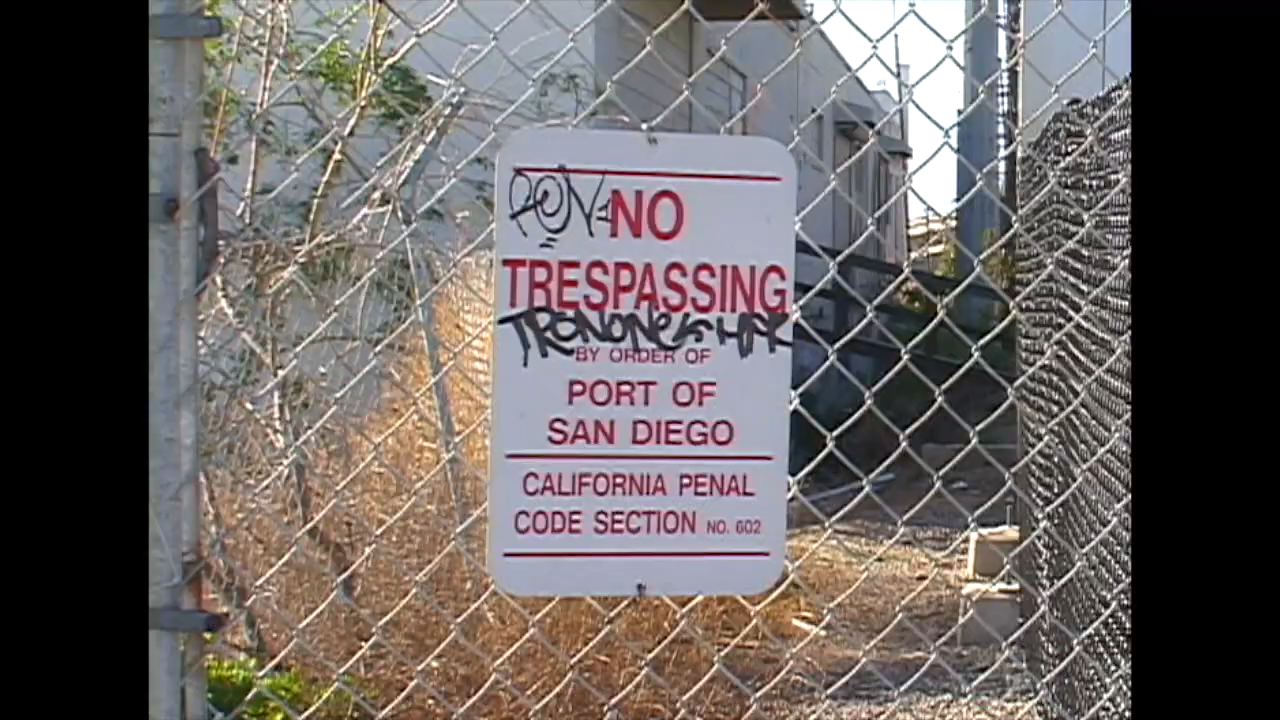 NO
TRESPASSING
BY ORDER OF
PORT OF
SAN DIEGO
CALIFORNIA PENAL
CODE SECTION NO. 602